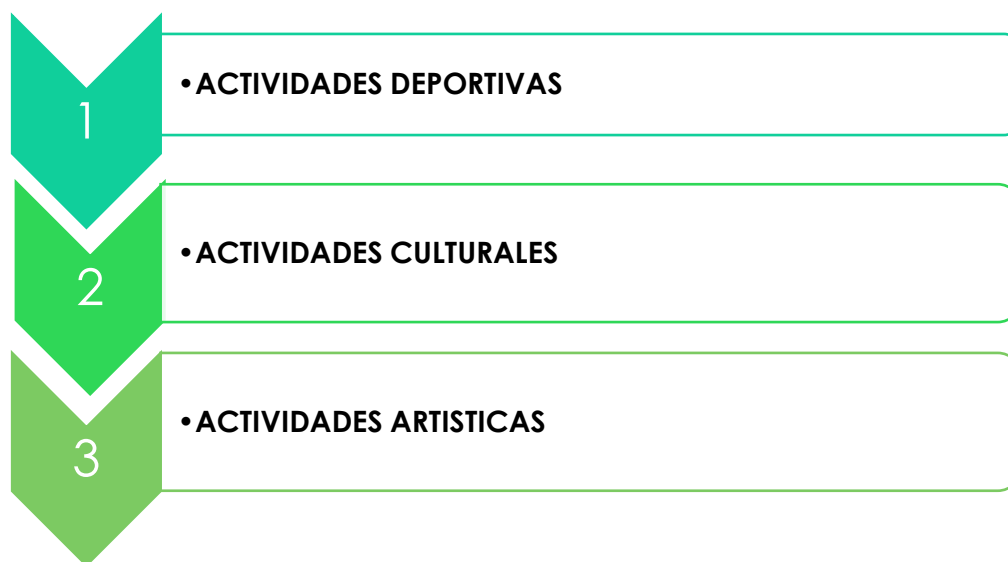 1
•ACTIVIDADES DEPORTIVAS
2
•ACTIVIDADES CULTURALES
3
•ACTIVIDADES ARTISTICAS